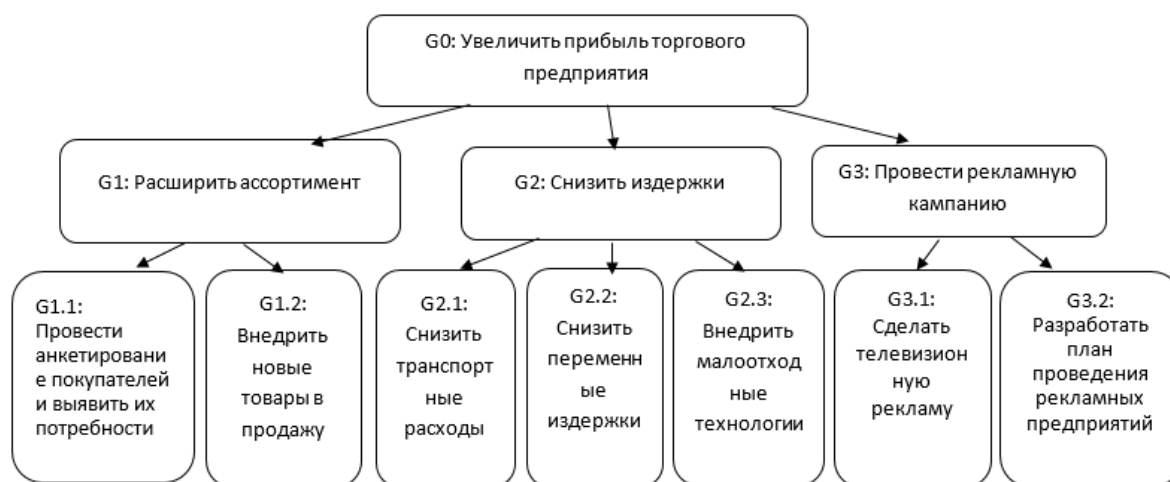 G0: Увеличить прибыль торгового
предприятия
G1: Расширить ассортимент
G2: Снизить издержки
G3: Провести рекламную
кампанию
G1.1:
Провести
анкетировани
е покупателей
и выявить их
потребности
G1.2:
Внедрить
новые
товары в
продажу
G2.1:
Снизить
транспорт
ные
расходы
G2.2:
Снизить
переменн
ые
издержки
G2.3:
Внедрить
малоотход
ные
технологии
G3.1:
Сделать
телевизион
ную
рекламу
G3.2:
Разработать
план
проведения
рекламных
предприятий